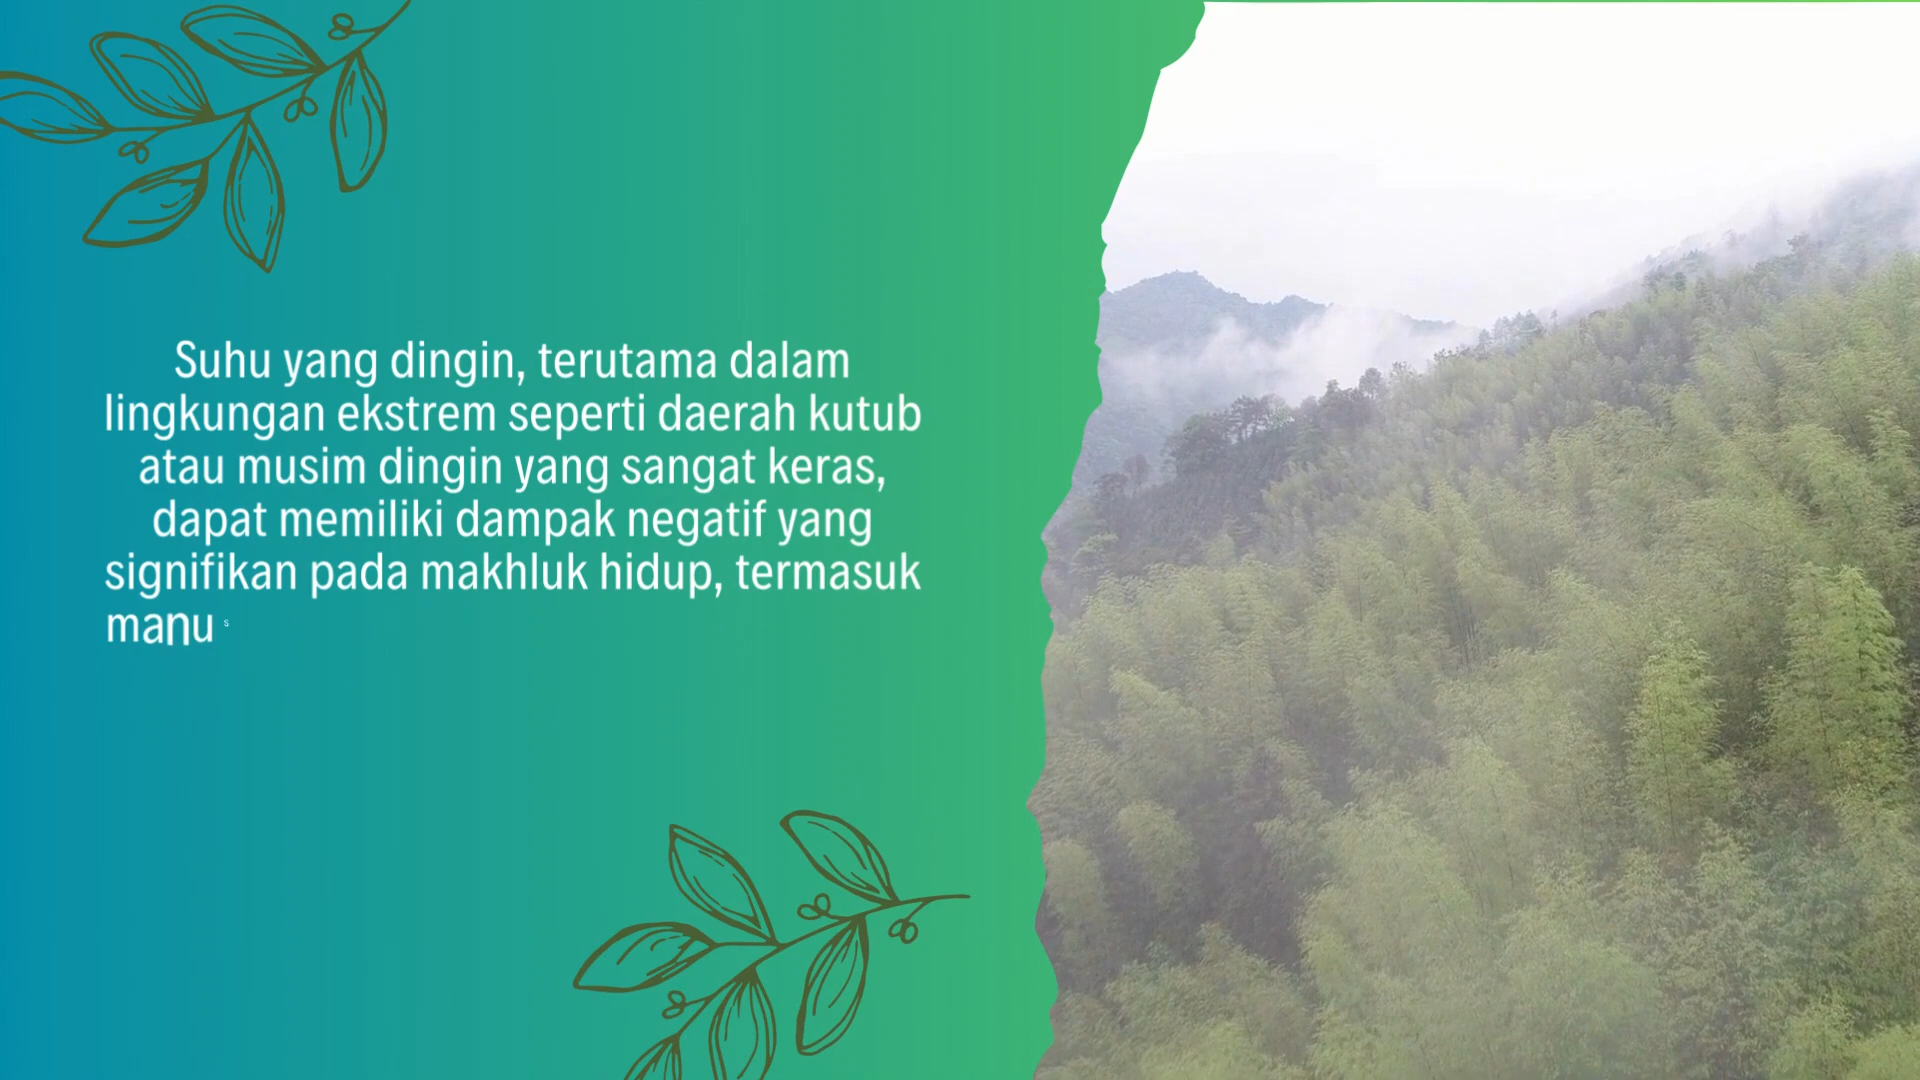 Suhu yang dingin, terutama dalam
lingkungan ekstrem seperti daerah kutub
atau musim dingin yang sangat keras,
dapat memiliki dampak negatif yang
signifikan pada makhluk hidup, termasuk
manus